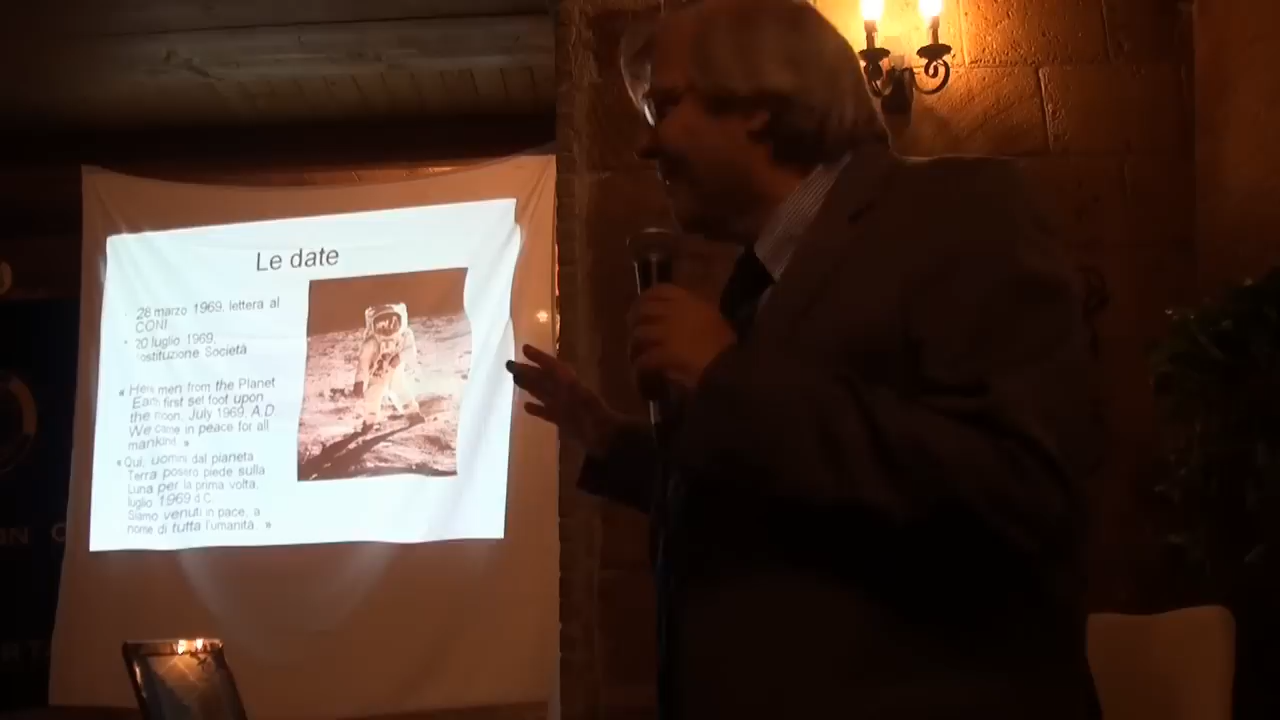 Le date
28 marzo 1969, lettera al
CONI
20 luglio 1969,
costituzione Società
« Here men from the Planet
Earth first set foot upon
the moon, July 1969, A.D.
We came in peace for all
mankind. »
« Qui, uomini dal pianeta
Terra posero piede sulla
Luna per la prima volta,
luglio 1969 d.C.
Siamo venuti in pace, a
nome di tutta l'umanità. »